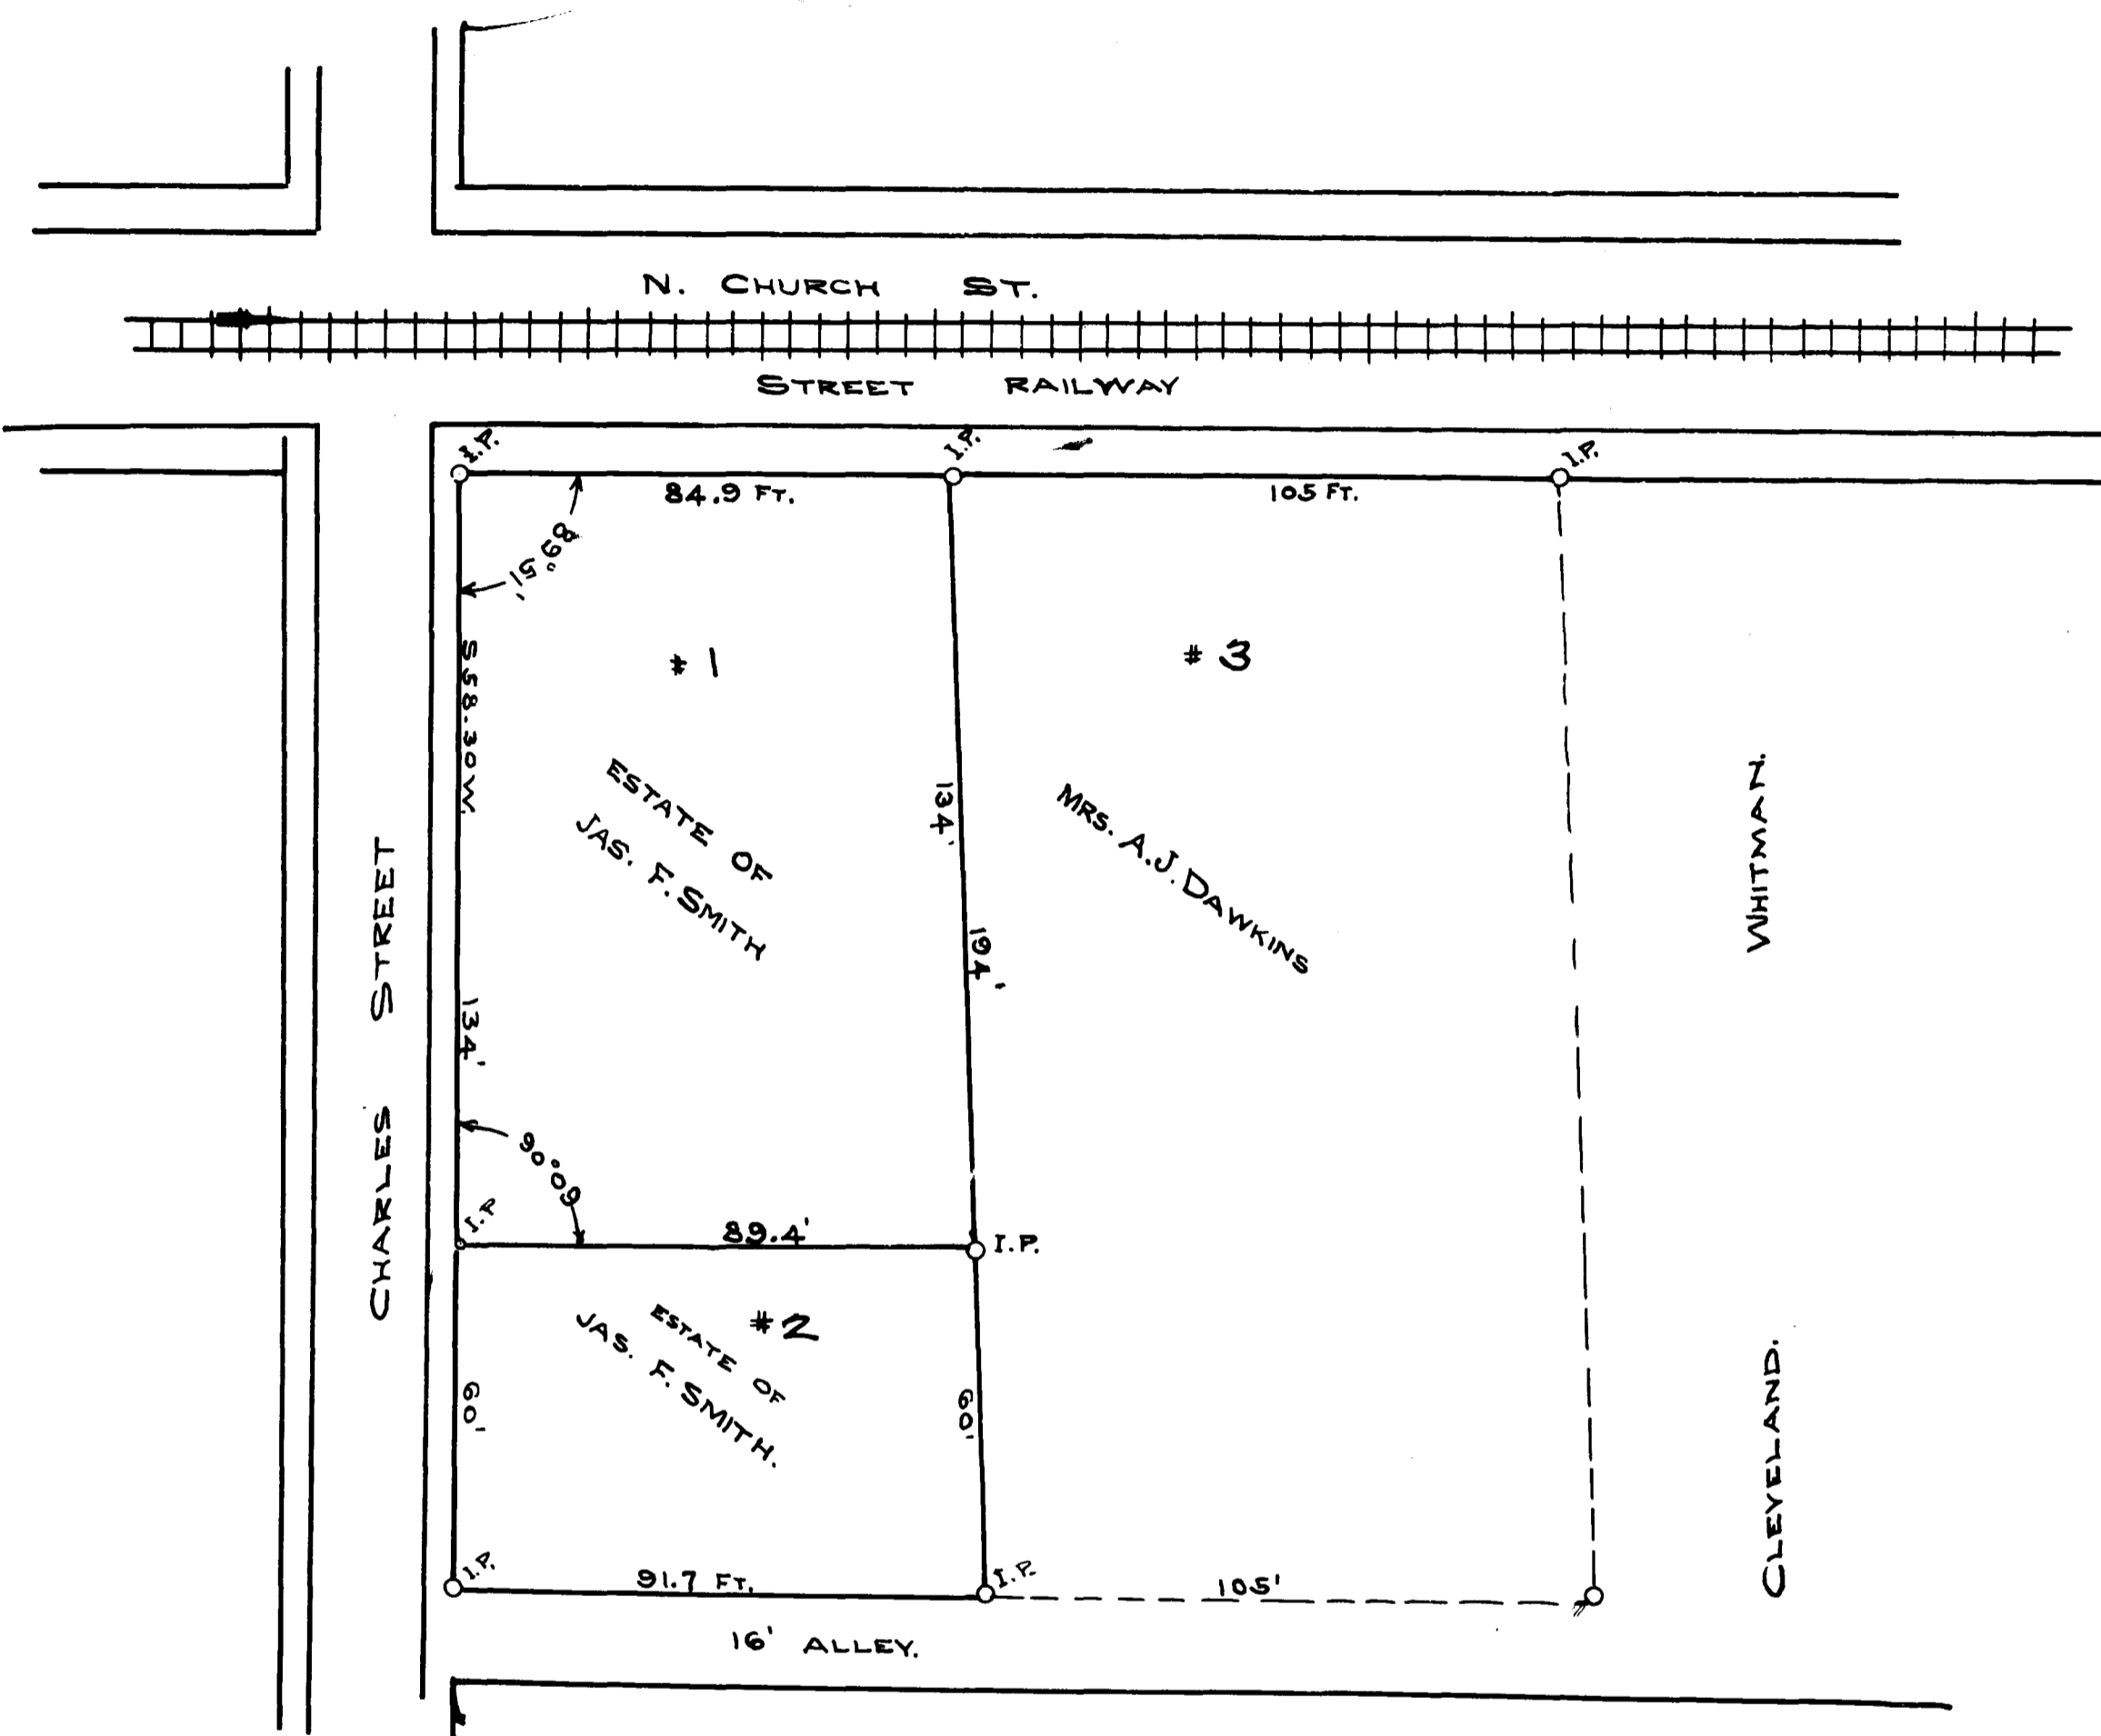 N. CHURCH ST.
STREET RAILWAY
I.P.
I.P.
I.P.
84.9 FT.
105 FT.
89° 51'
S 58-30 W.
# 1
# 3
ESTATE OF
JAS. F. SMITH
134'
194'
MRS. A.J. DAWKINS
WHITMAN.
CHARLES STREET
134'
90°09'
I.P.
89.4'
I.P.
#2
ESTATE OF
JAS. F. SMITH.
60'
60'
CLEVELAND.
I.P.
91.7 FT.
I.P.
105'
16' ALLEY.